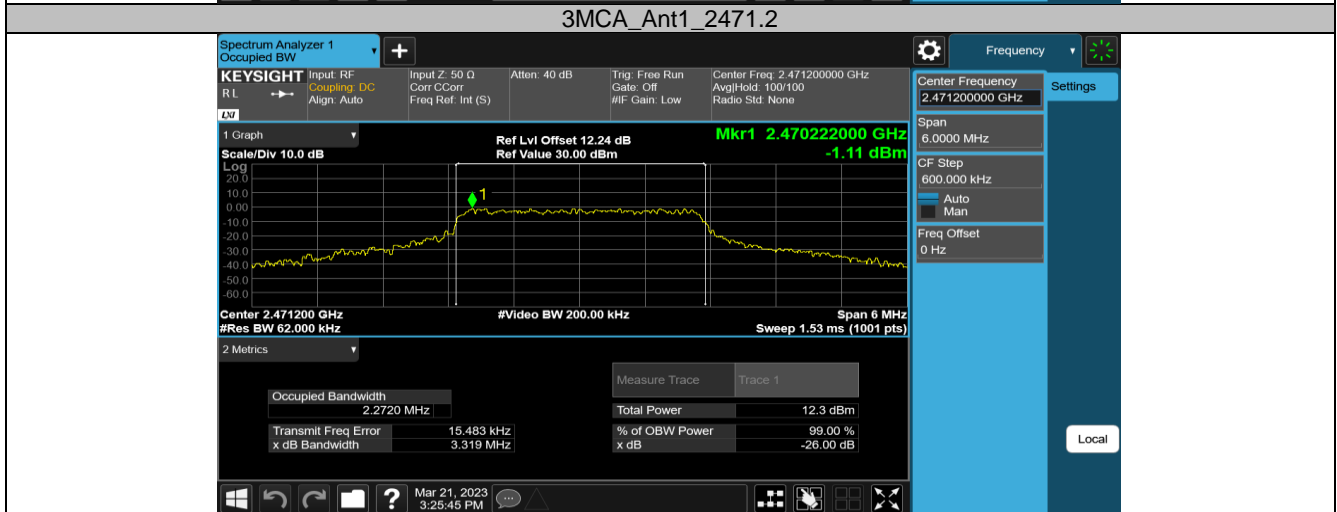 3MCA_Ant1_2471.2
Spectrum Analyzer 1
Occupied BW
Frequency
KEYSIGHT
Input: RF
Coupling: DC
Align: Auto
Input Z: 50 Ω
Corr CCorr
Freq Ref: Int (S)
Atten: 40 dB
Trig: Free Run
Gate: Off
#IF Gain: Low
Center Freq: 2.471200000 GHz
Avg|Hold: 100/100
Radio Std: None
R L
LXI
Center Frequency
2.471200000 GHz
Settings
Span
6.0000 MHz
CF Step
600.000 kHz
Auto
Man
Freq Offset
0 Hz
1 Graph
Scale/Div 10.0 dB
Ref Lvl Offset 12.24 dB
Ref Value 30.00 dBm
Mkr1 2.470222000 GHz
-1.11 dBm
Log
20.0
10.0
0.00
-10.0
-20.0
-30.0
-40.0
-50.0
-60.0
1
Center 2.471200 GHz
#Res BW 62.000 kHz
#Video BW 200.00 kHz
Span 6 MHz
Sweep 1.53 ms (1001 pts)
2 Metrics
Measure Trace Trace 1
Occupied Bandwidth
2.2720 MHz
Total Power 12.3 dBm
Transmit Freq Error 15.483 kHz
% of OBW Power 99.00 %
x dB Bandwidth 3.319 MHz
x dB -26.00 dB
Local
Mar 21, 2023
3:25:45 PM